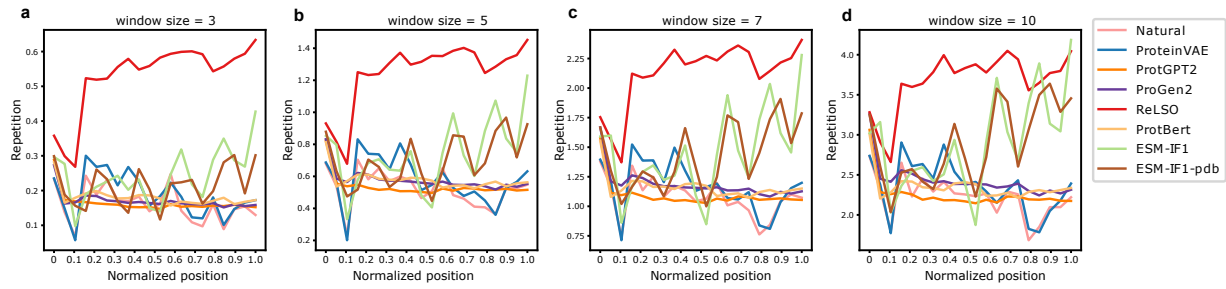 a
window size = 3
Repetition
0.6
0.5
0.4
0.3
0.2
0.1
0 0.1 0.2 0.3 0.4 0.5 0.6 0.7 0.8 0.9 1.0
Normalized position
b
window size = 5
Repetition
1.4
1.2
1.0
0.8
0.6
0.4
0.2
0 0.1 0.2 0.3 0.4 0.5 0.6 0.7 0.8 0.9 1.0
Normalized position
c
window size = 7
Repetition
2.25
2.00
1.75
1.50
1.25
1.00
0.75
0 0.1 0.2 0.3 0.4 0.5 0.6 0.7 0.8 0.9 1.0
Normalized position
d
window size = 10
Repetition
4.0
3.5
3.0
2.5
2.0
0 0.1 0.2 0.3 0.4 0.5 0.6 0.7 0.8 0.9 1.0
Normalized position
Natural
ProteinVAE
ProtGPT2
ProGen2
ReLSO
ProtBert
ESM-IF1
ESM-IF1-pdb